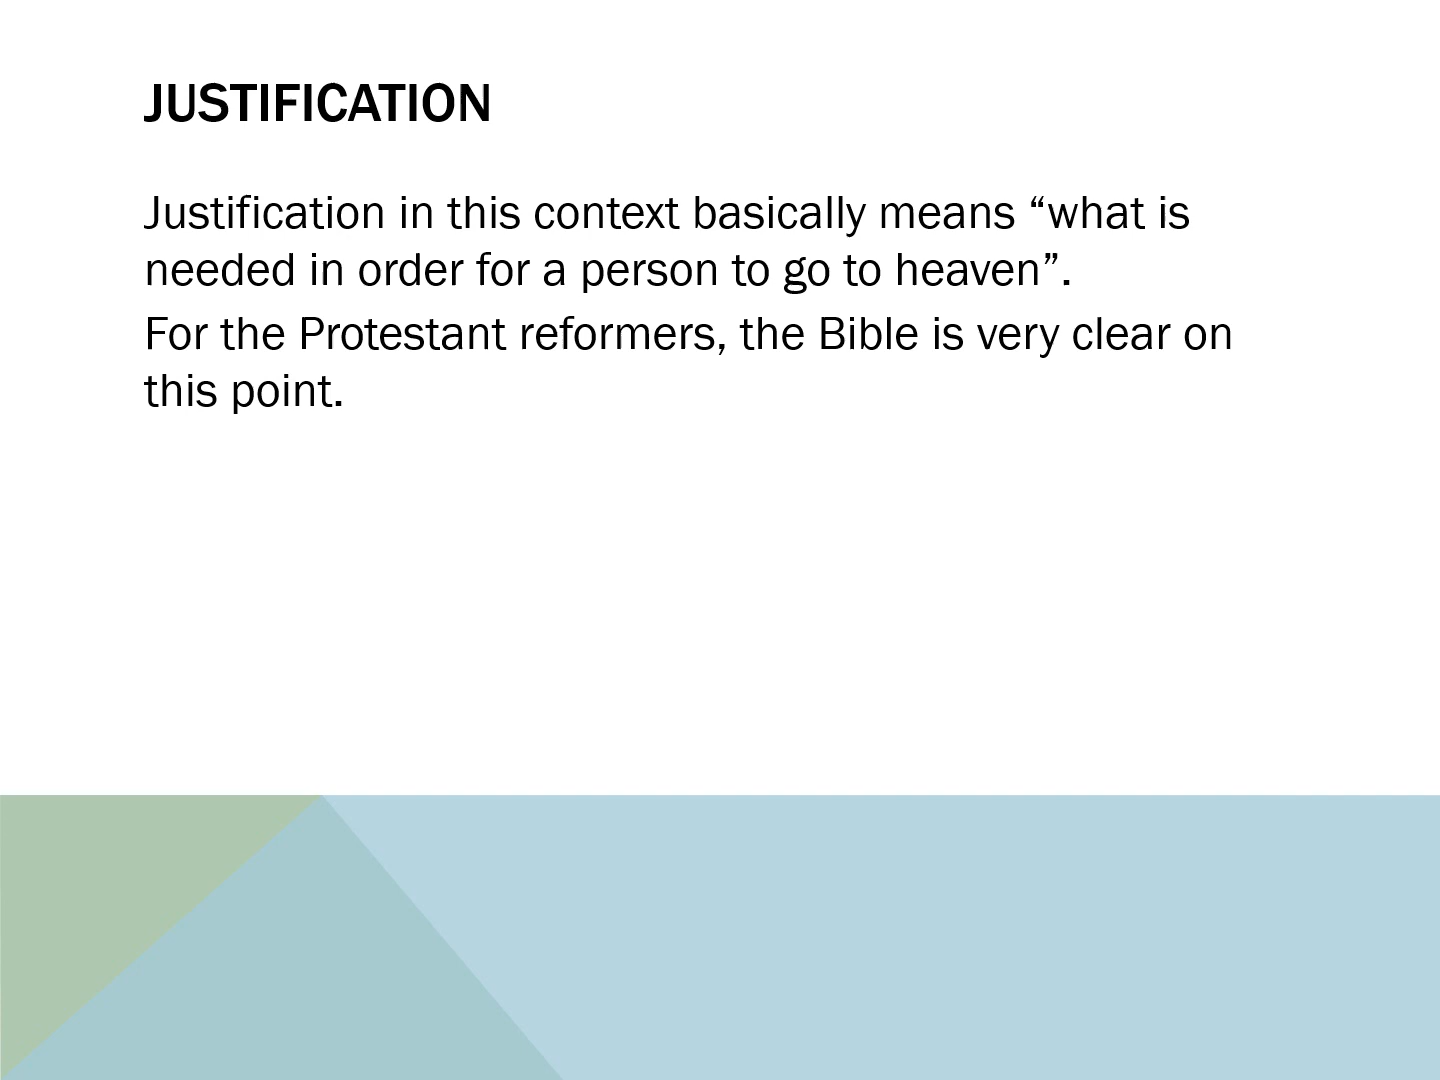 JUSTIFICATION
Justification in this context basically means “what is
needed in order for a person to go to heaven”.
For the Protestant reformers, the Bible is very clear on
this point.